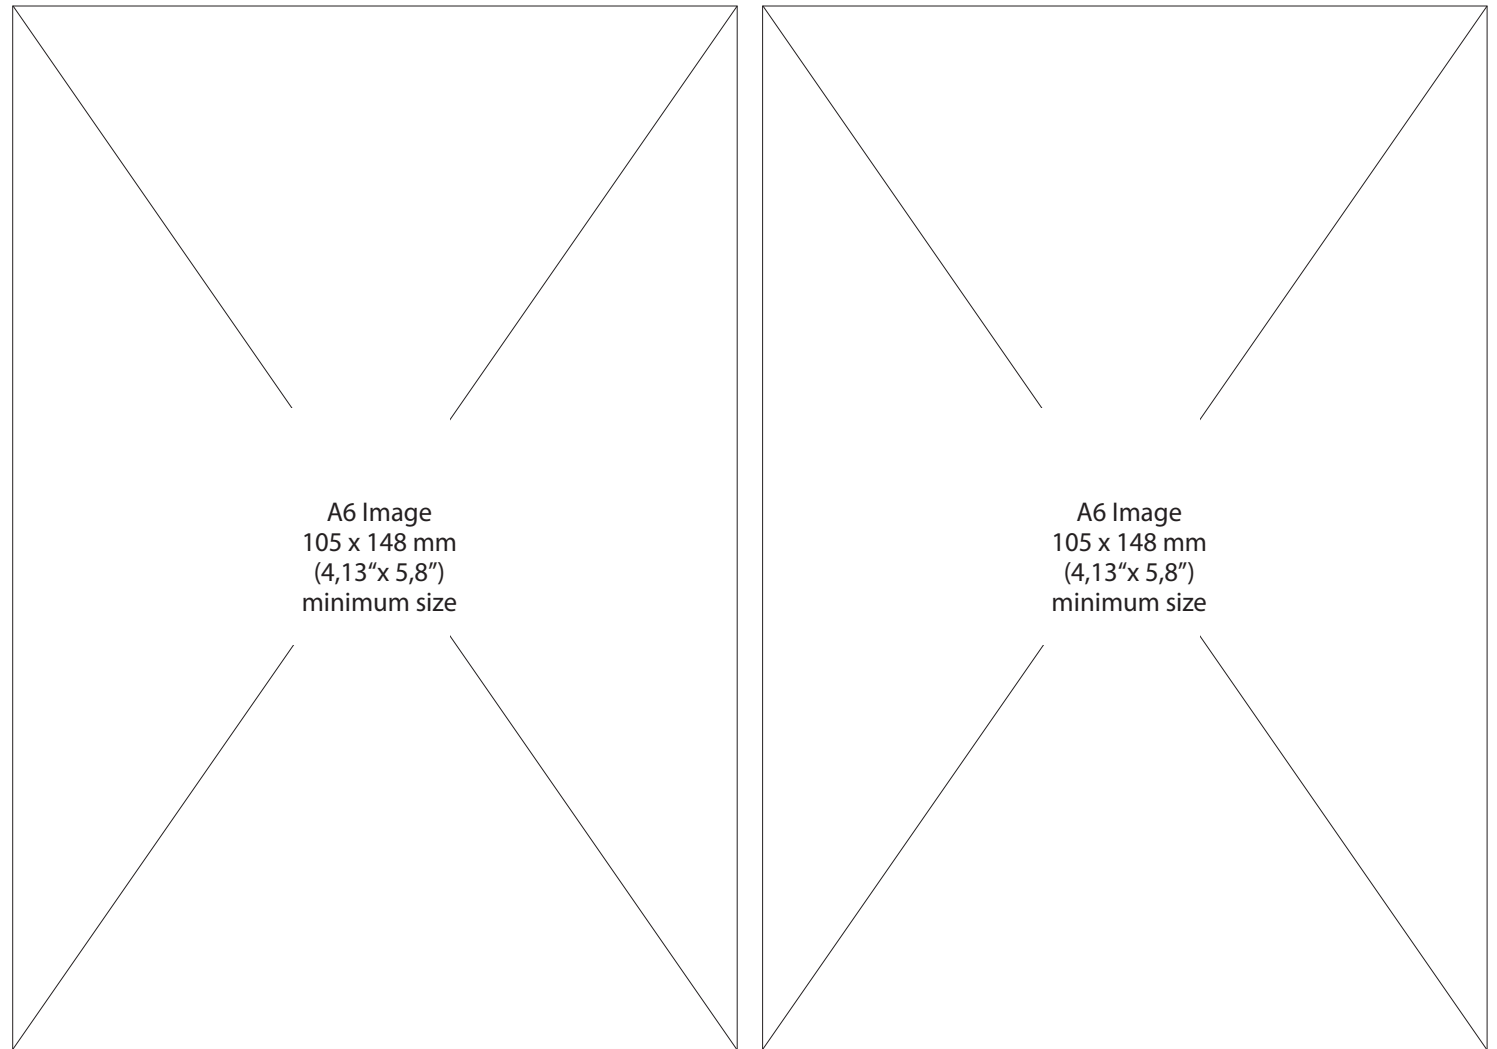 A6 Image
105 x 148 mm
(4,13“x 5,8”)
minimum size
A6 Image
105 x 148 mm
(4,13“x 5,8”)
minimum size